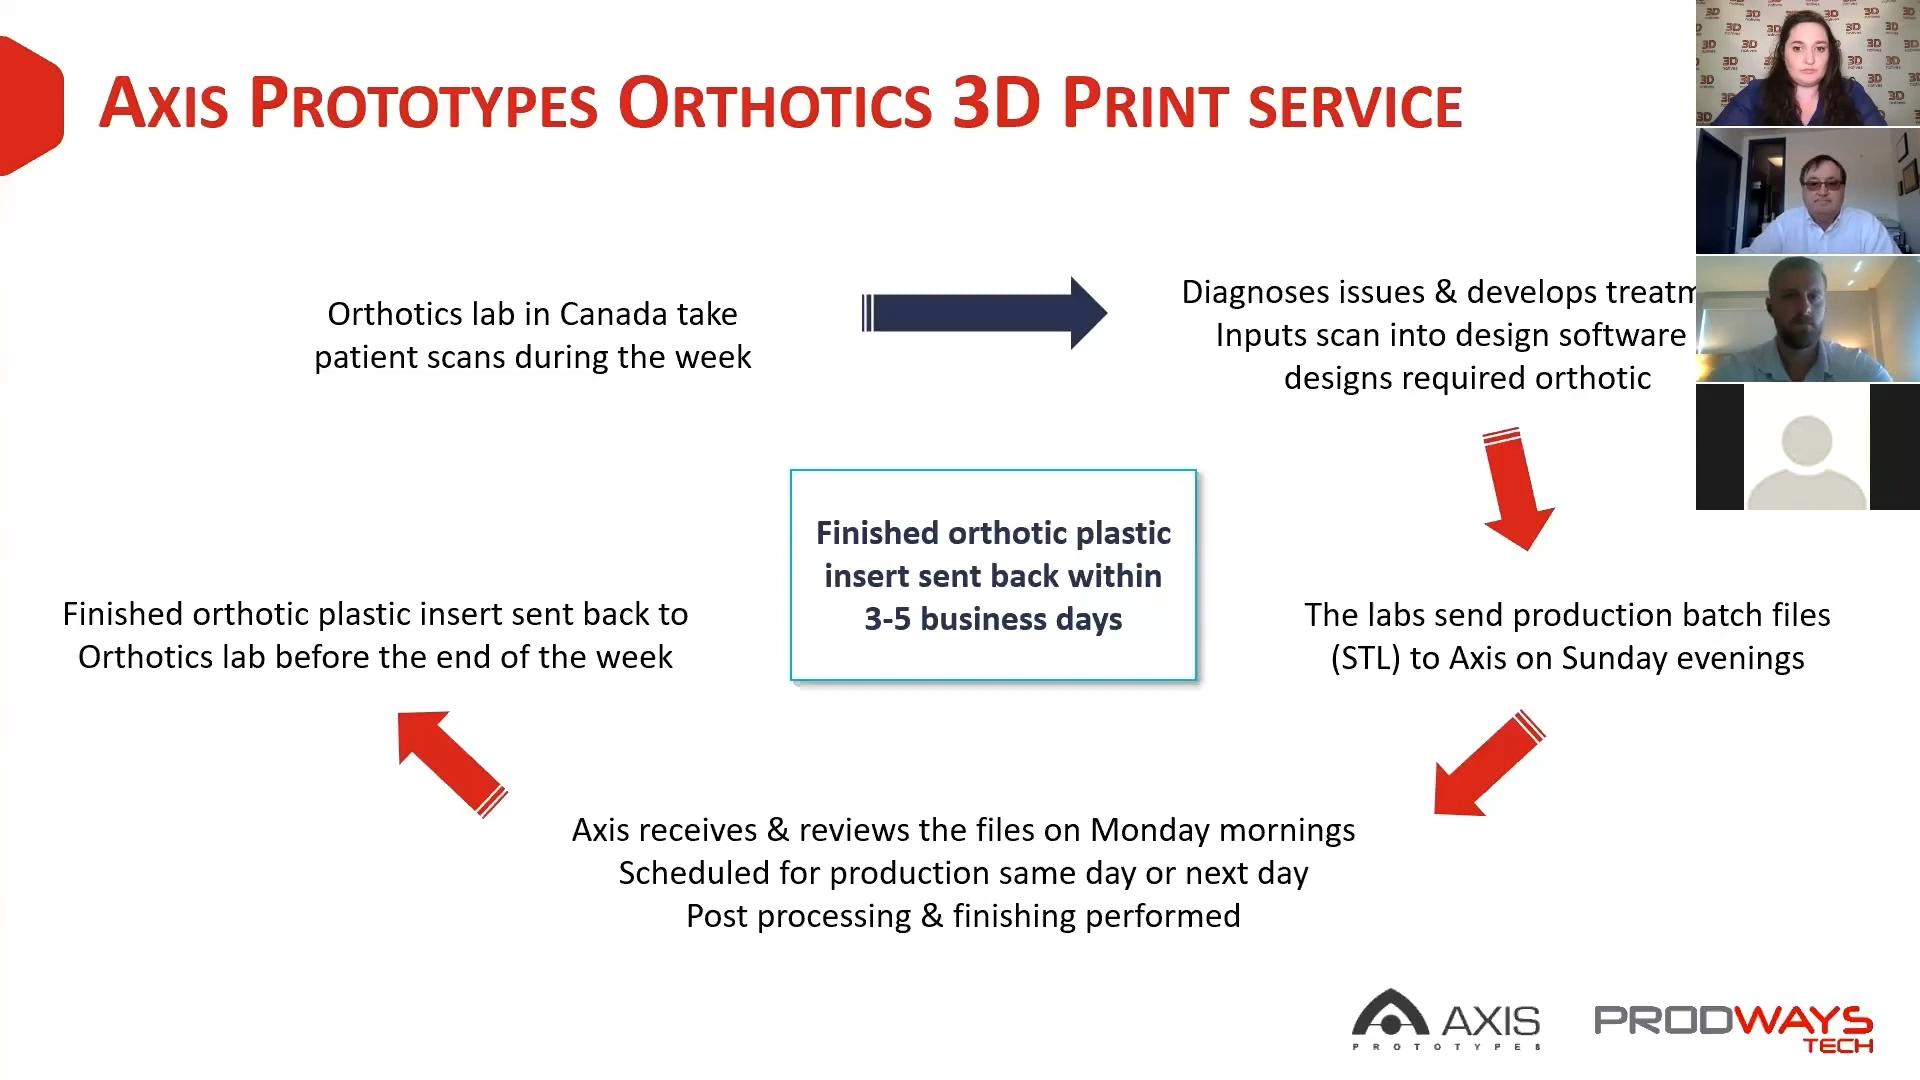 Axis Prototypes Orthotics 3D Print service
Orthotics lab in Canada take
patient scans during the week
Diagnoses issues & develops treatm
Inputs scan into design software
designs required orthotic
Finished orthotic plastic
insert sent back within
3-5 business days
The labs send production batch files
(STL) to Axis on Sunday evenings
Finished orthotic plastic insert sent back to
Orthotics lab before the end of the week
Axis receives & reviews the files on Monday mornings
Scheduled for production same day or next day
Post processing & finishing performed
AXIS
PROTOTYPES
PRODWAYS
TECH
3D
natives